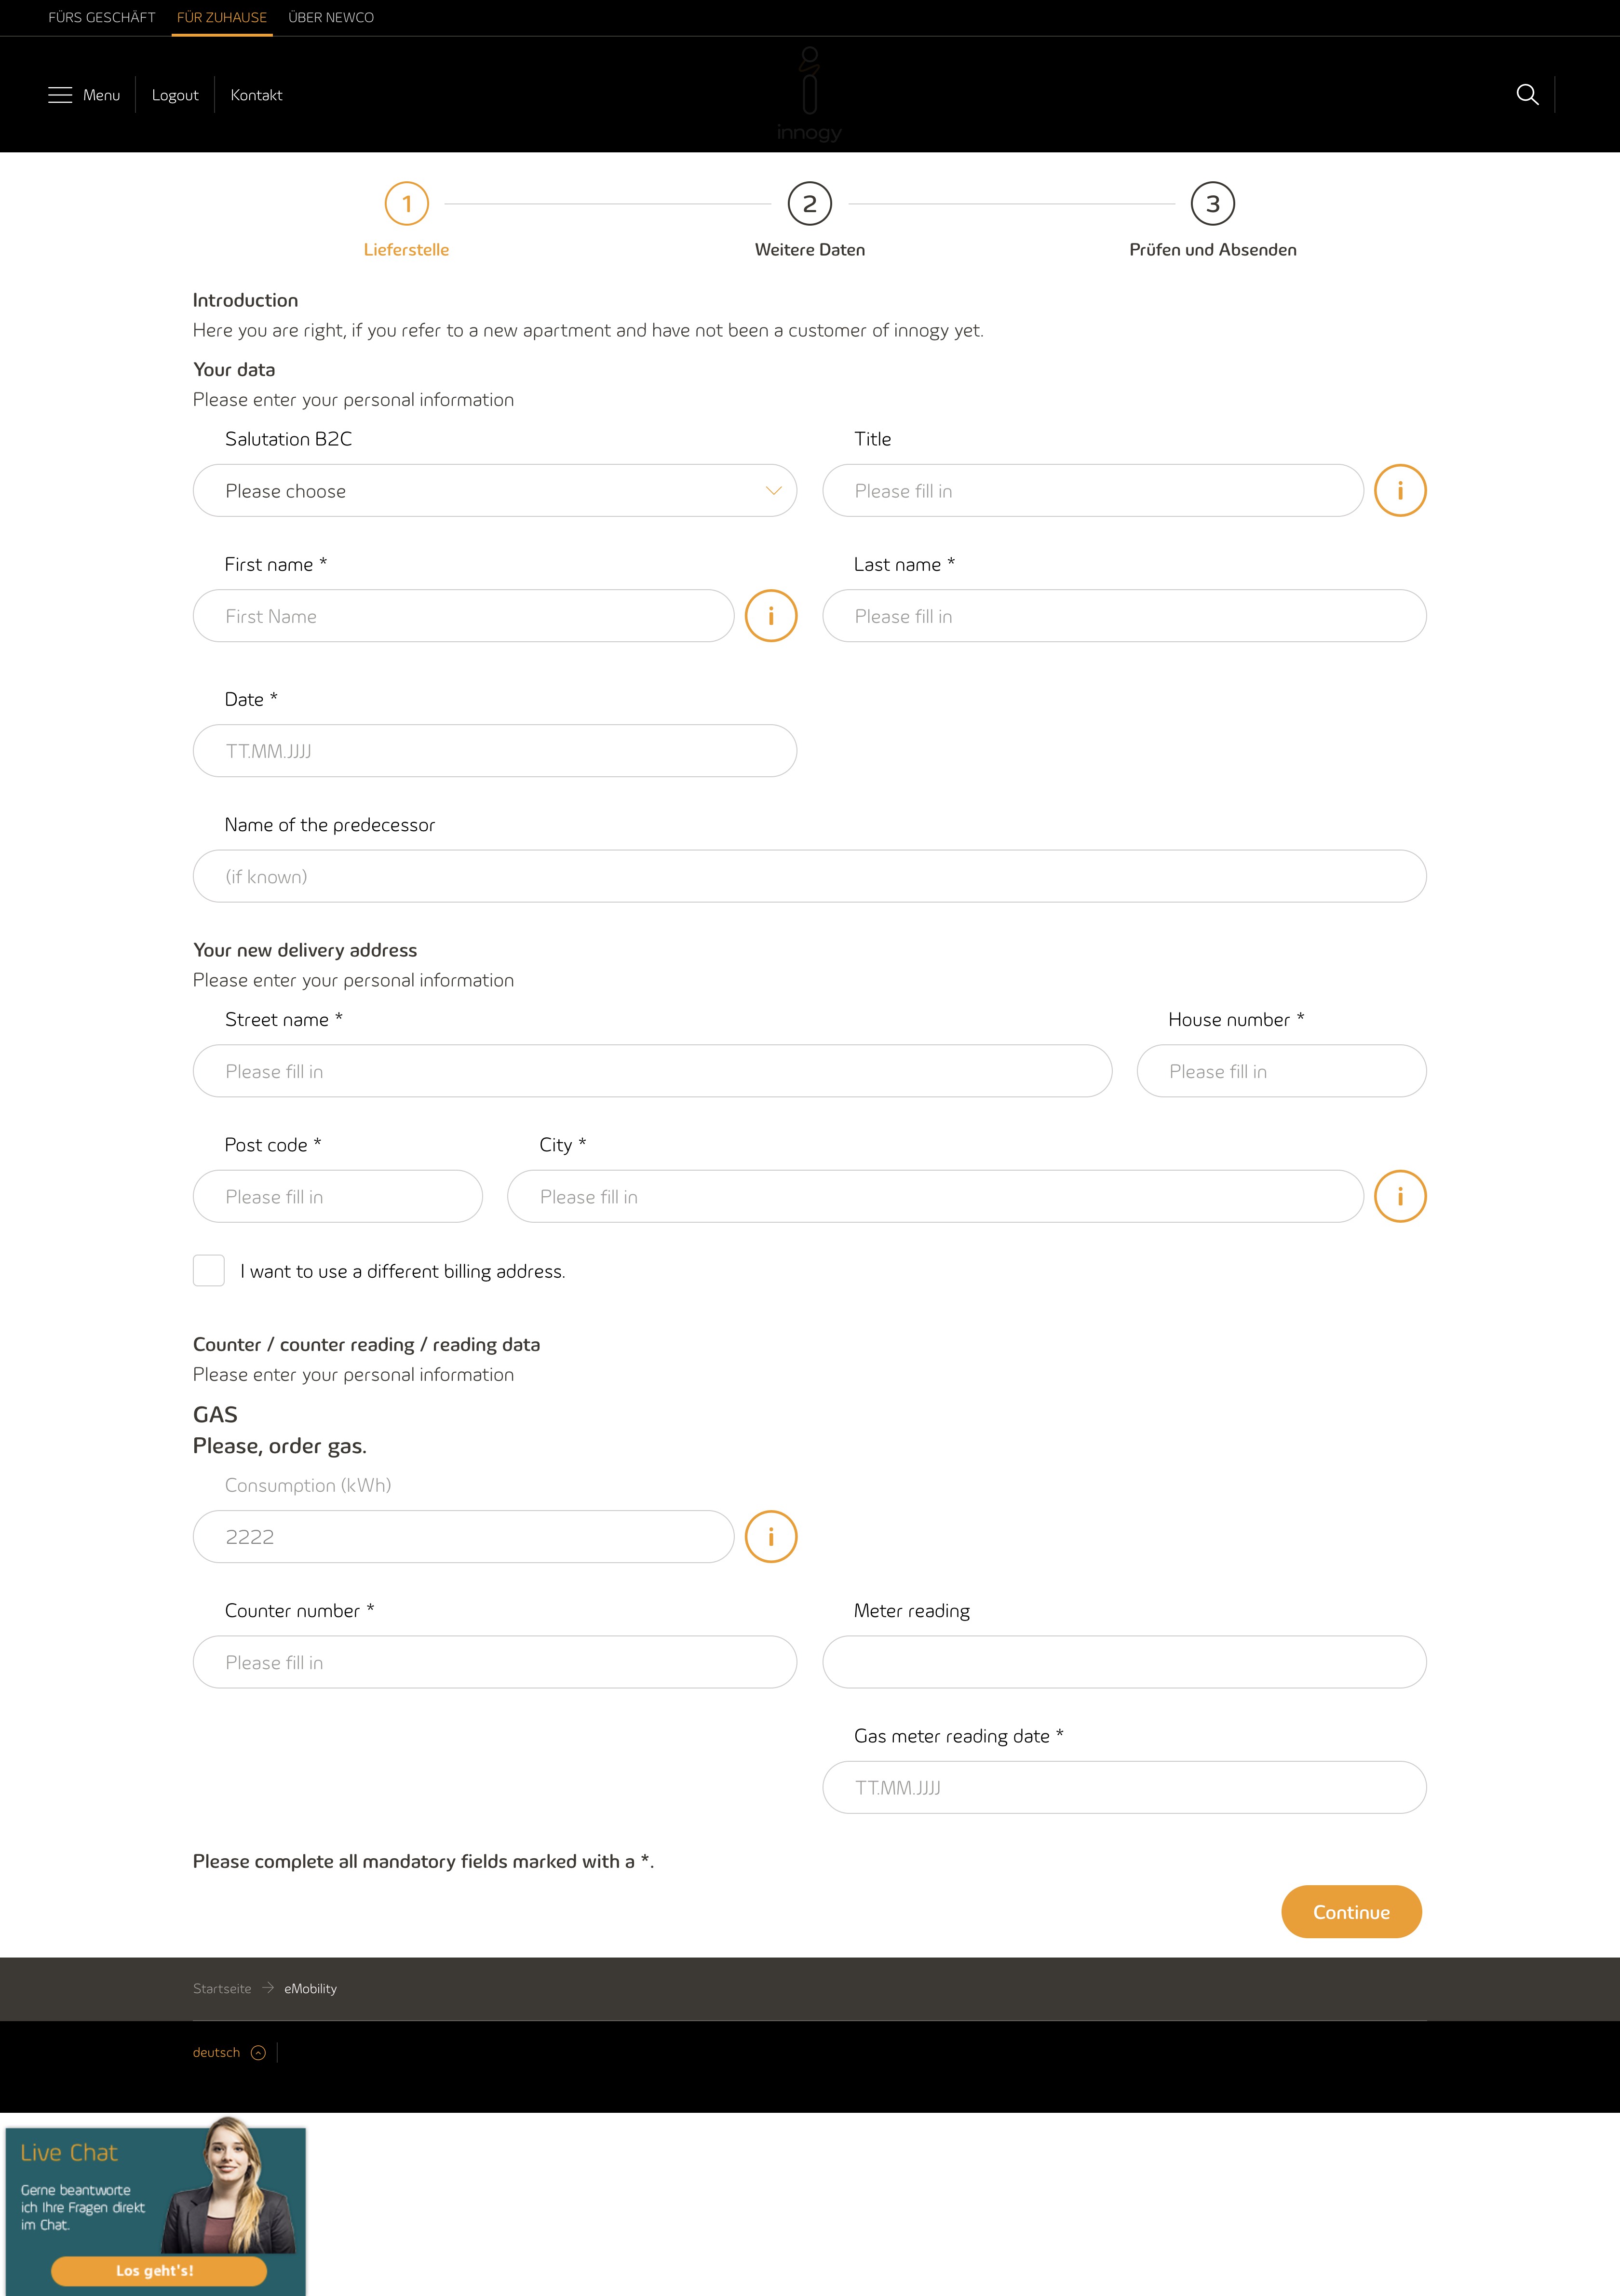 FÜRS GESCHÄFT FÜR ZUHAUSE ÜBER NEWCO
Menu Logout Kontakt
innogy
1 2 3
Lieferstelle Weitere Daten Prüfen und Absenden
Introduction
Here you are right, if you refer to a new apartment and have not been a customer of innogy yet.
Your data
Please enter your personal information
Salutation B2C Title
Please choose Please fill in i
First name * Last name *
First Name i Please fill in
Date *
TT.MM.JJJJ
Name of the predecessor
(if known)
Your new delivery address
Please enter your personal information
Street name * House number *
Please fill in Please fill in
Post code * City *
Please fill in Please fill in i
I want to use a different billing address.
Counter / counter reading / reading data
Please enter your personal information
GAS
Please, order gas.
Consumption (kWh)
2222 i
Counter number * Meter reading
Please fill in
Gas meter reading date *
TT.MM.JJJJ
Please complete all mandatory fields marked with a *.
Continue
Startseite → eMobility
deutsch
Live Chat
Gerne beantworte
ich Ihre Fragen direkt
im Chat.
Los geht's!